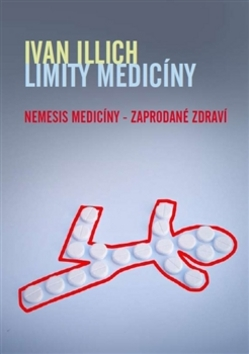 IVAN ILLICH
LIMITY MEDICÍNY
NEMESIS MEDICÍNY - ZAPRODANÉ ZDRAVÍ